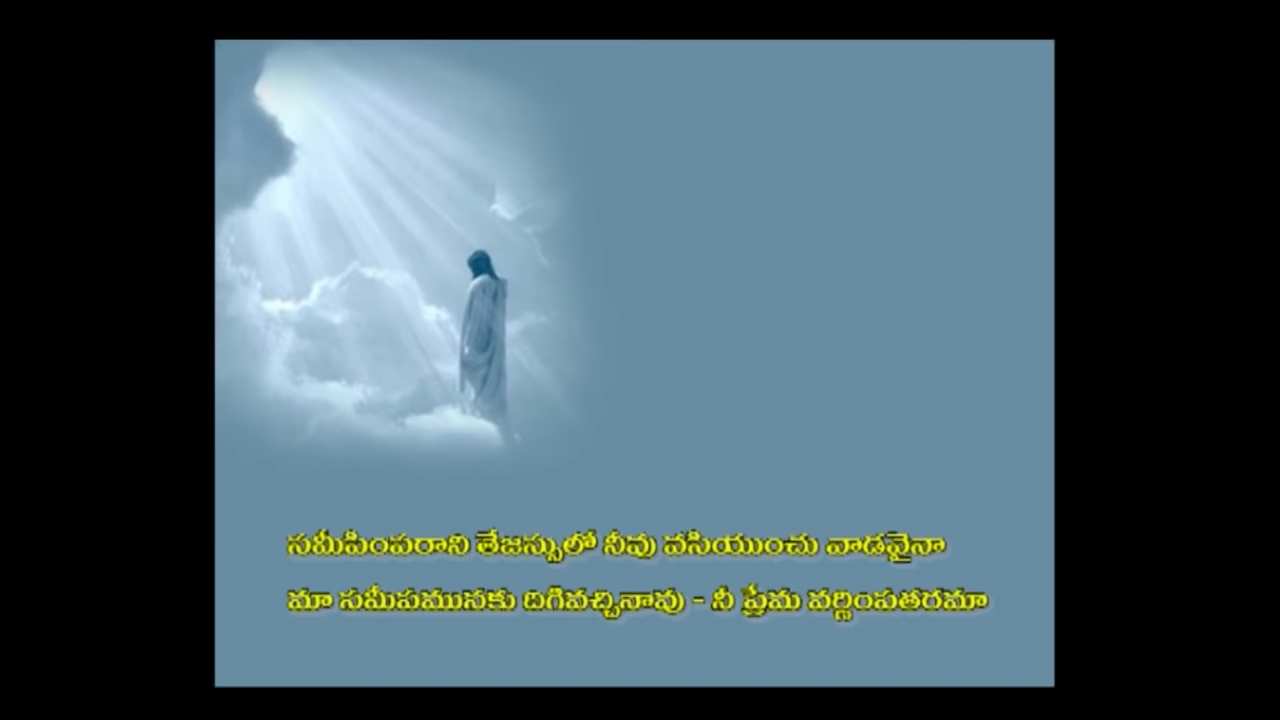 సమీపింపరాని తేజస్సులో నీవు వసియుంచు వాడవైనా
మా సమీపమునకు దిగివచ్చినావు - నీ ప్రేమ వర్ణింపతరమా